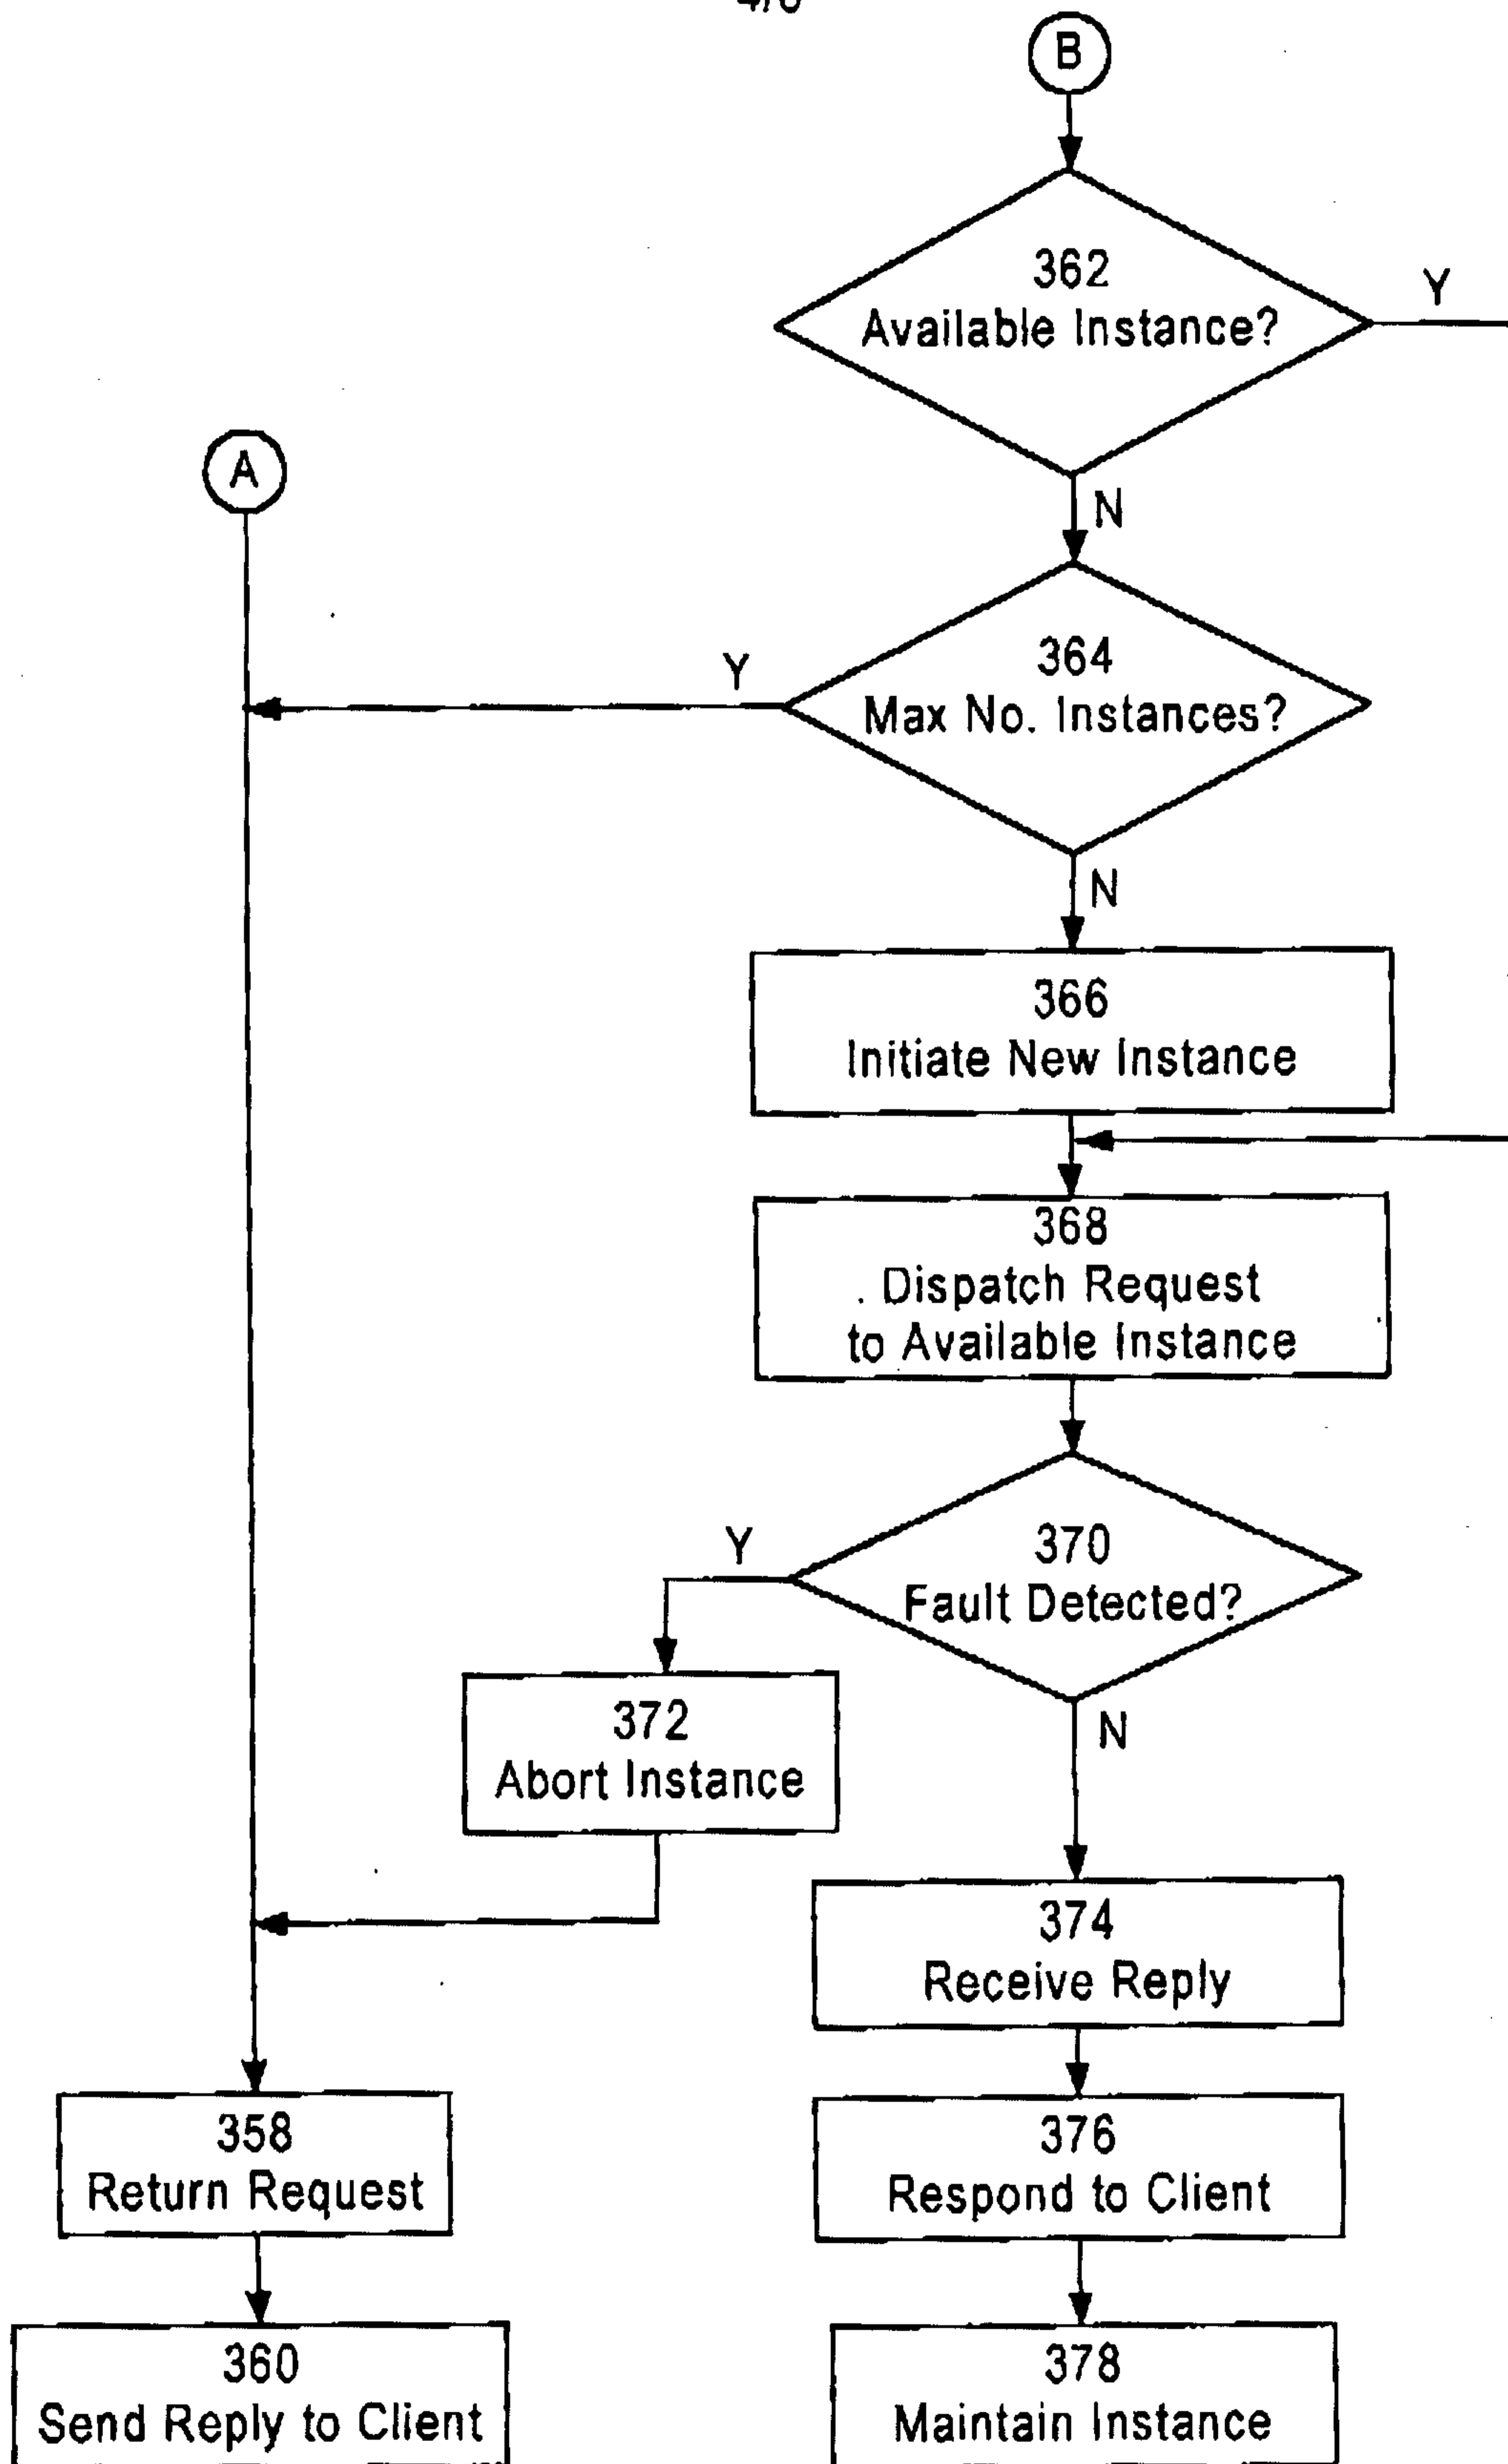 B
362
Available Instance?
Y
A
N
364
Max No. Instances?
Y
N
366
Initiate New Instance
368
Dispatch Request
to Available Instance
370
Fault Detected?
Y
372
Abort Instance
N
374
Receive Reply
358
Return Request
376
Respond to Client
360
Send Reply to Client
378
Maintain Instance